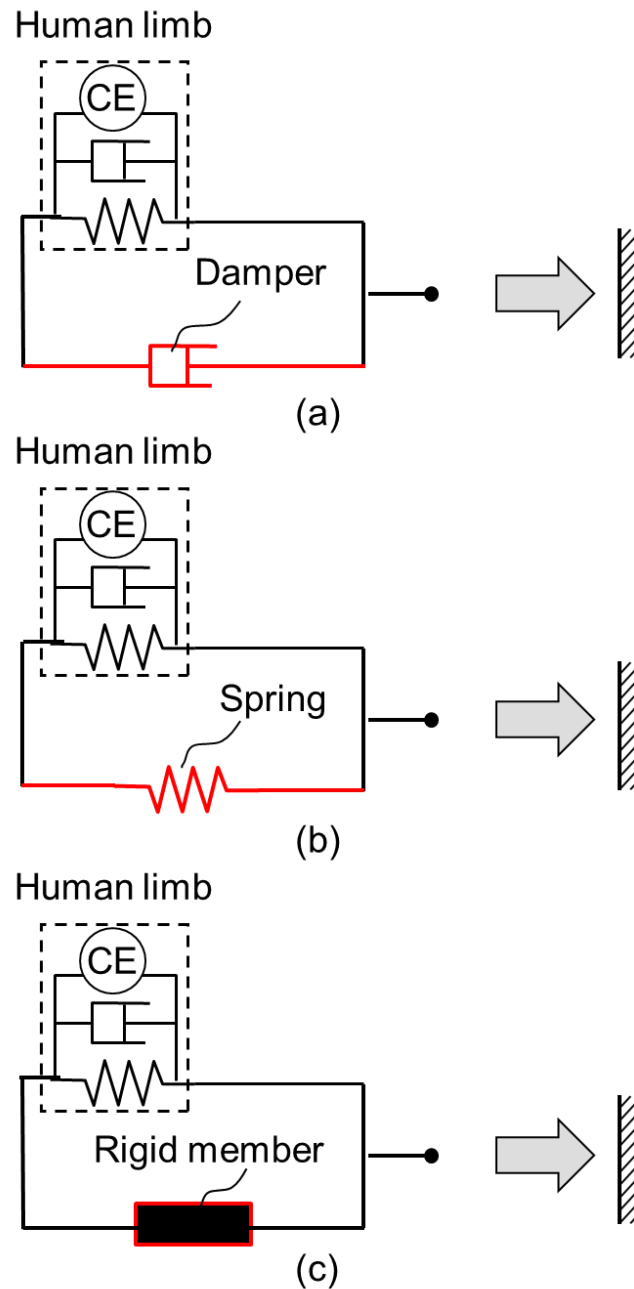 Human limb
CE
Damper
(a)
Human limb
CE
Spring
(b)
Human limb
CE
Rigid member
(c)